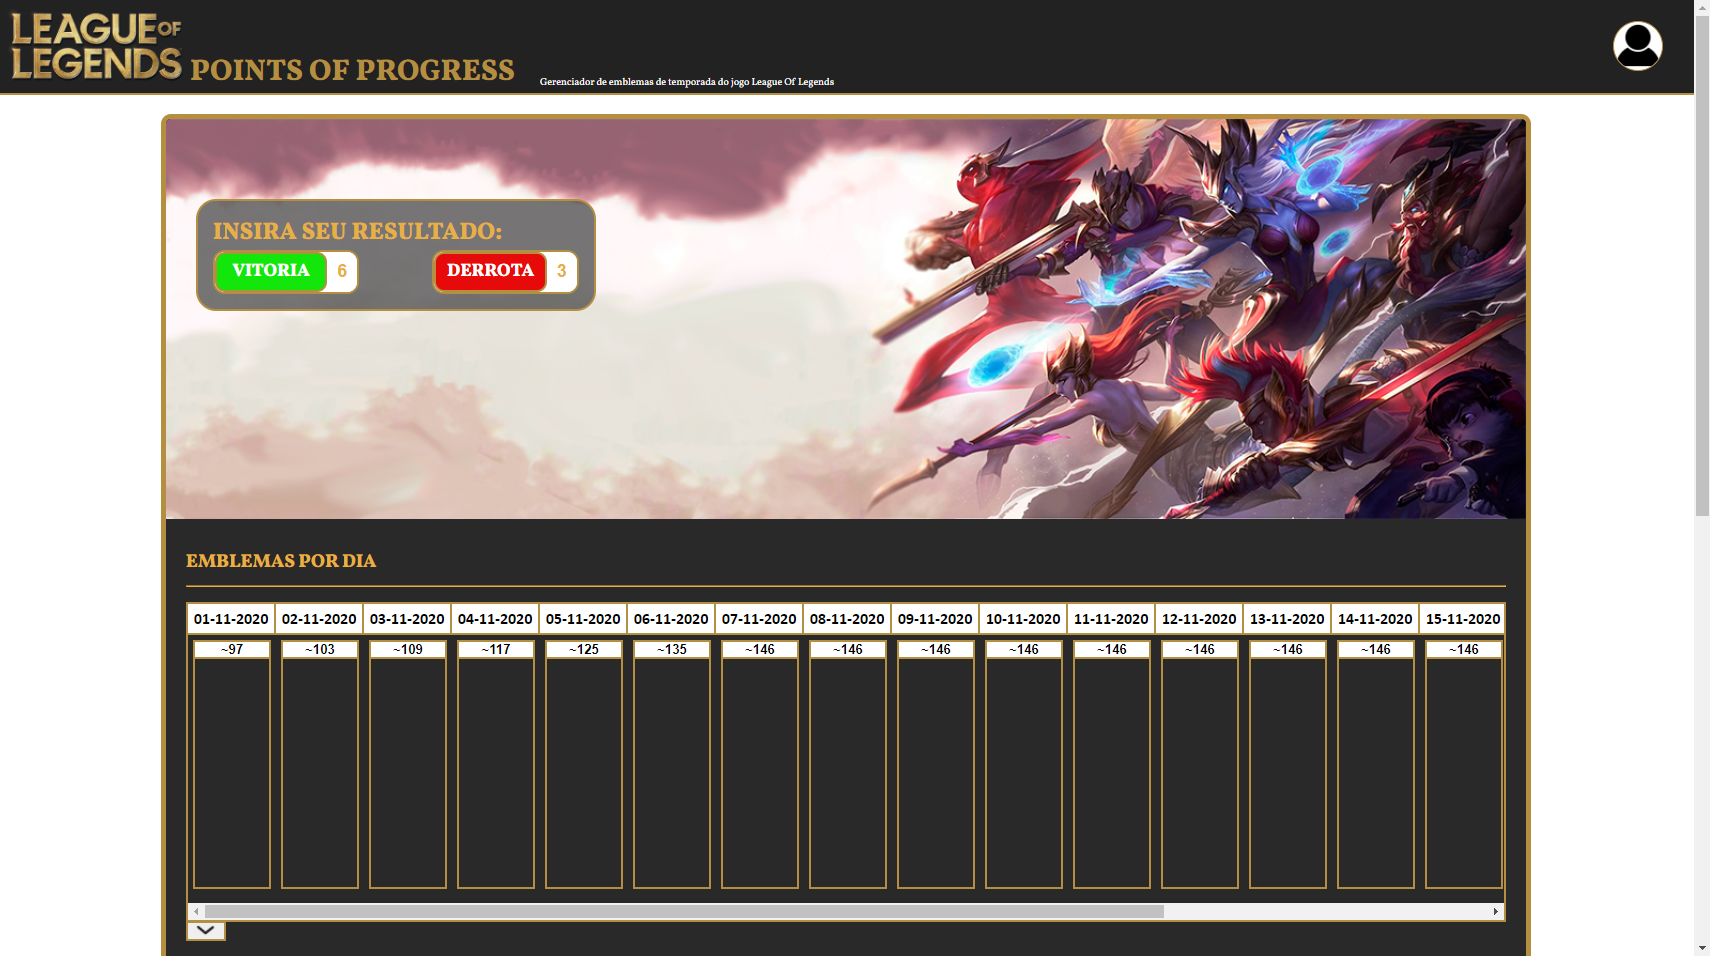 LEAGUE OF
LEGENDS
POINTS OF PROGRESS
Gerenciador de emblemas de temporada do jogo League Of Legends
INSIRA SEU RESULTADO:
VITORIA 6 DERROTA 3
EMBLEMAS POR DIA
01-11-2020 02-11-2020 03-11-2020 04-11-2020 05-11-2020 06-11-2020 07-11-2020 08-11-2020 09-11-2020 10-11-2020 11-11-2020 12-11-2020 13-11-2020 14-11-2020 15-11-2020
~97 ~103 ~109 ~117 ~125 ~135 ~146 ~146 ~146 ~146 ~146 ~146 ~146 ~146 ~146